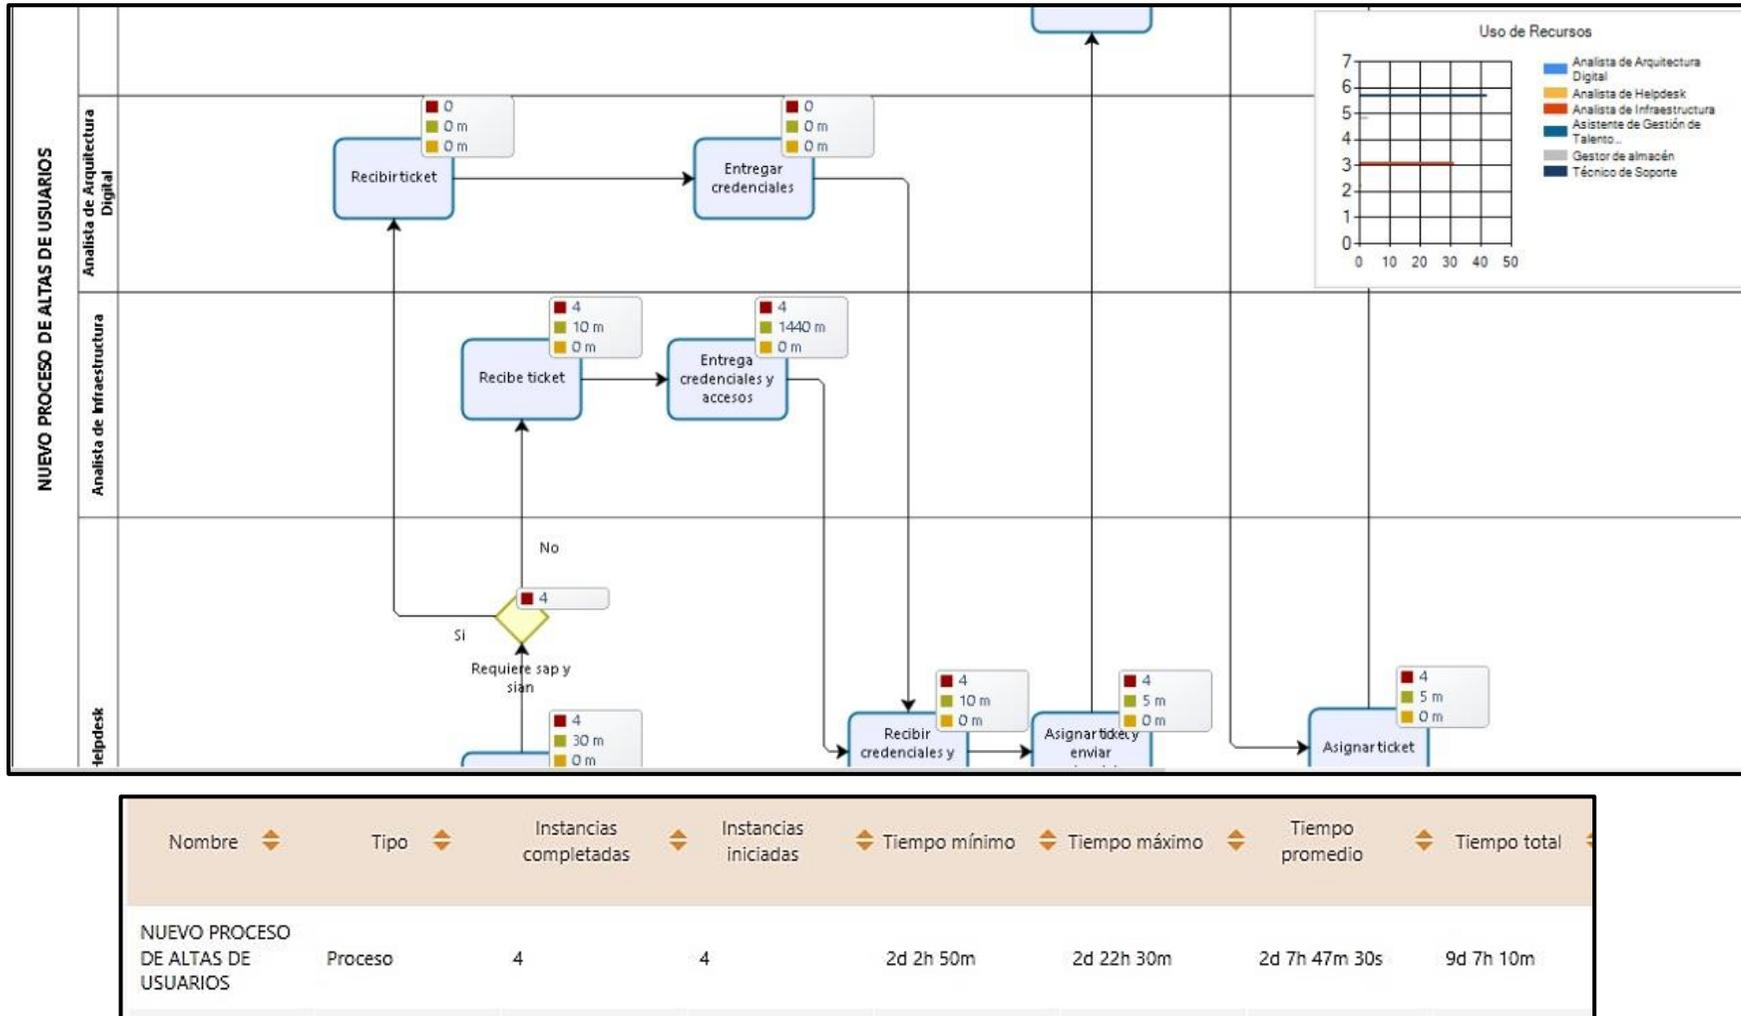 NUEVO PROCESO DE ALTAS DE USUARIOS
Analista de Arquitectura
Digital
0
0 m
0 m
Recibir ticket
0
0 m
0 m
Entregar
credenciales
Uso de Recursos
7
6
5
4
3
2
1
0
0 10 20 30 40 50
Analista de Arquitectura
Digital
Analista de Helpdesk
Analista de Infraestructura
Asistente de Gestión de
Talento...
Gestor de almacén
Técnico de Soporte
Analista de Infraestructura
4
10 m
0 m
Recibe ticket
4
1440 m
0 m
Entrega
credenciales y
accesos
No
4
Si
Requiere sap y
sian
Helpdesk
4
30 m
0 m
4
10 m
0 m
Recibir
credenciales y
4
5 m
0 m
Asignar ticket y
enviar
4
5 m
0 m
Asignar ticket
Nombre Tipo Instancias completadas Instancias iniciadas Tiempo mínimo Tiempo máximo Tiempo promedio Tiempo total
NUEVO PROCESO
DE ALTAS DE
USUARIOS
Proceso 4 4 2d 2h 50m 2d 22h 30m 2d 7h 47m 30s 9d 7h 10m